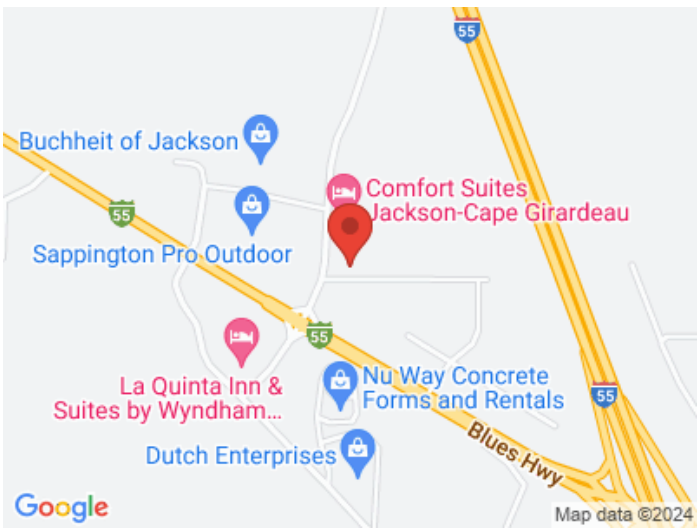 55
Buchheit of Jackson
Comfort Suites
Jackson-Cape Girardeau
55
Sappington Pro Outdoor
55
La Quinta Inn &
Suites by Wyndham...
Nu Way Concrete
Forms and Rentals
55
Dutch Enterprises
Blues Hwy
Google
Map data ©2024